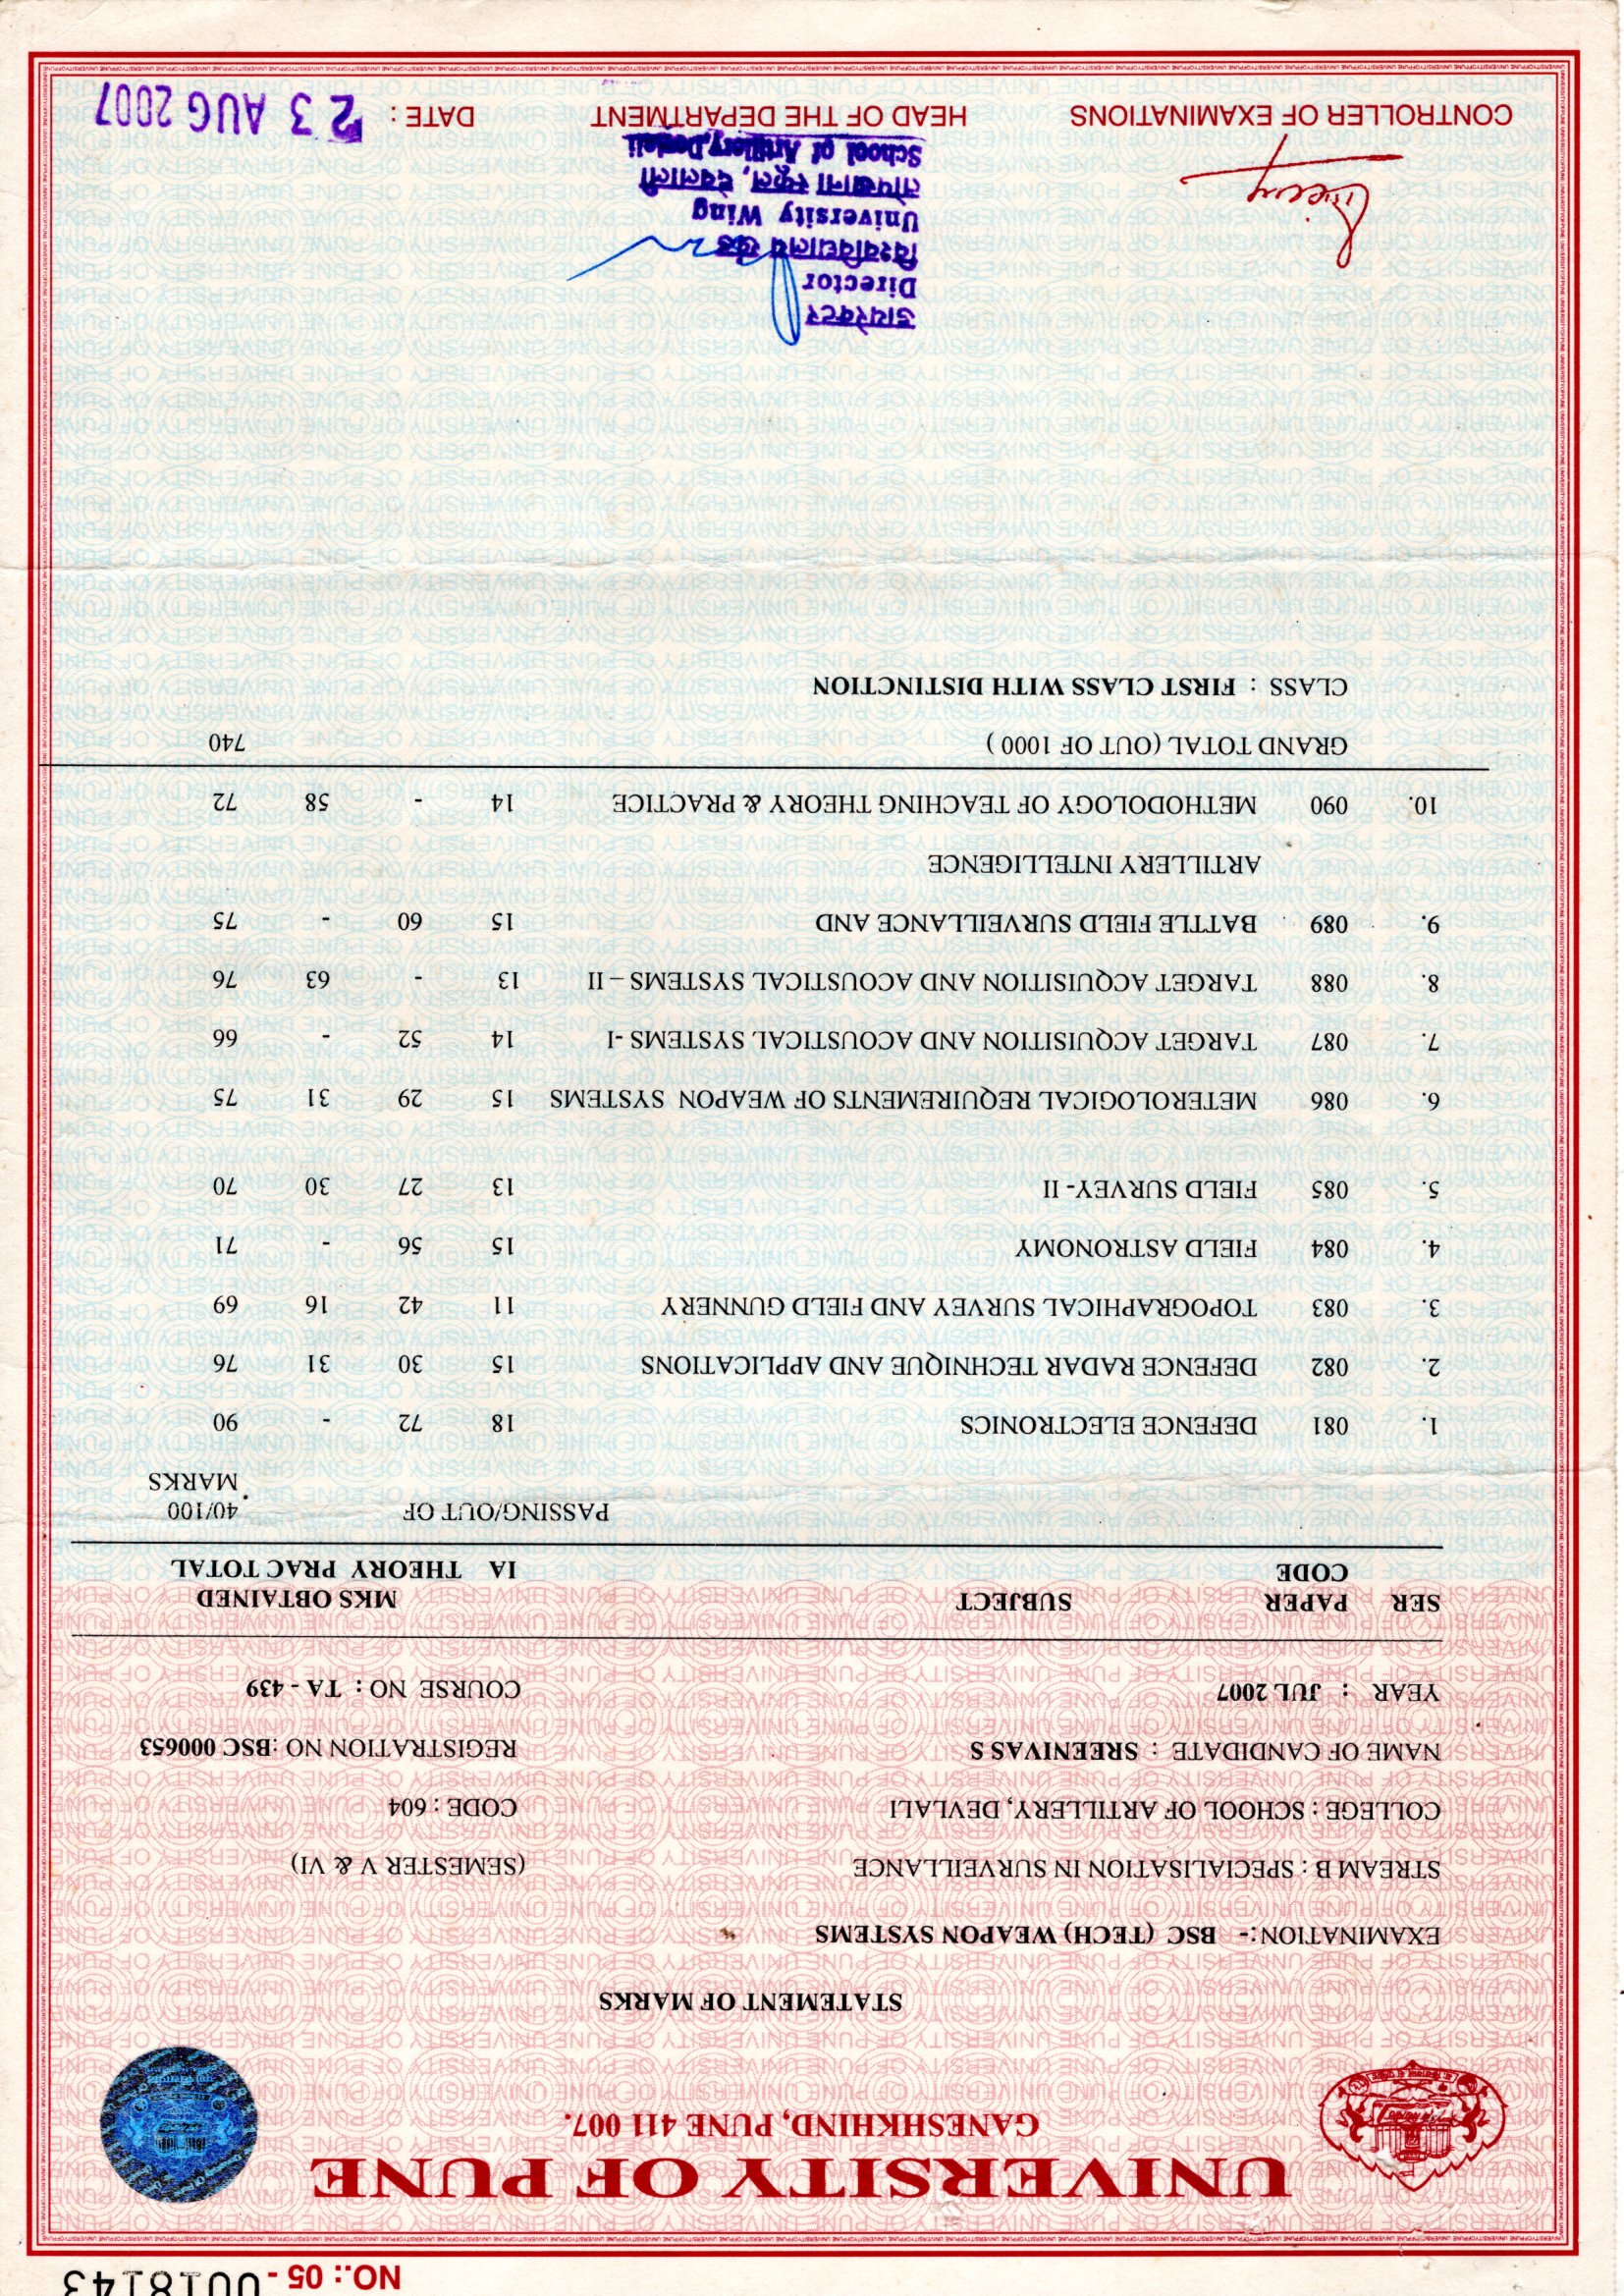 NO.: 05 - 0018143
UNIVERSITY OF PUNE
GANESHKHIND, PUNE 411 007.
STATEMENT OF MARKS
EXAMINATION:- BSC (TECH) WEAPON SYSTEMS
STREAM B : SPECIALISATION IN SURVEILLANCE (SEMESTER V & VI)
COLLEGE : SCHOOL OF ARTILLERY, DEVLALI CODE : 604
NAME OF CANDIDATE : SREENIVAS S REGISTRATION NO :BSC 000653
YEAR : JUL 2007 COURSE NO : TA - 439
SER PAPER SUBJECT MKS OBTAINED
CODE IA THEORY PRAC TOTAL
PASSING/OUT OF 40/100
MARKS
1. 081 DEFENCE ELECTRONICS 18 72 - 90
2. 082 DEFENCE RADAR TECHNIQUE AND APPLICATIONS 15 30 31 76
3. 083 TOPOGRAPHICAL SURVEY AND FIELD GUNNERY 11 42 16 69
4. 084 FIELD ASTRONOMY 15 56 - 71
5. 085 FIELD SURVEY- II 13 27 30 70
6. 086 METEROLOGICAL REQUIREMENTS OF WEAPON SYSTEMS 15 29 31 75
7. 087 TARGET ACQUISITION AND ACOUSTICAL SYSTEMS -I 14 52 - 66
8. 088 TARGET ACQUISITION AND ACOUSTICAL SYSTEMS – II 13 - 63 76
9. 089 BATTLE FIELD SURVEILLANCE AND 15 60 - 75
ARTILLERY INTELLIGENCE
10. 090 METHODOLOGY OF TEACHING THEORY & PRACTICE 14 - 58 72
GRAND TOTAL (OUT OF 1000 ) 740
CLASS : FIRST CLASS WITH DISTINCTION
डायरेक्टर
Director
विश्वविद्यालय खंड
University Wing
तोपखाना स्कूल, देवलाली
School of Artillery, Devlali
CONTROLLER OF EXAMINATIONS HEAD OF THE DEPARTMENT DATE : 23 AUG 2007